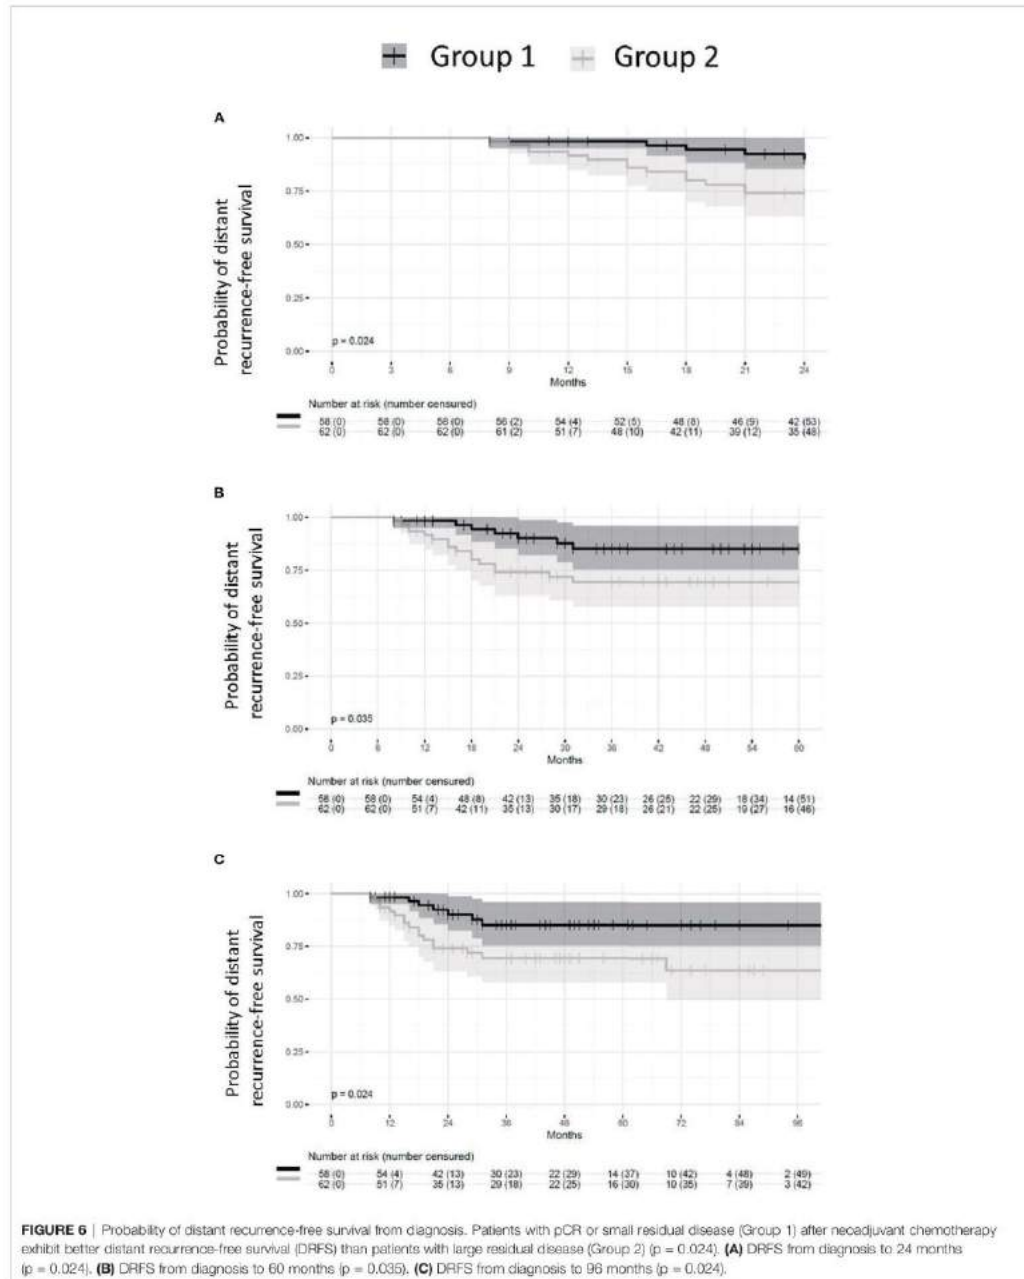 Group 1 Group 2
A
Probability of distant
recurrence-free survival
1.00
0.75
0.50
0.25
0.00
p = 0.024
0 3 6 9 12 15 18 21 24
Months
Number at risk (number censured)
58 (0) 58 (0) 58 (0) 56 (2) 54 (4) 52 (5) 48 (8) 46 (9) 42 (53)
62 (0) 62 (0) 62 (0) 61 (2) 51 (7) 48 (10) 42 (11) 39 (12) 35 (48)
B
Probability of distant
recurrence-free survival
1.00
0.75
0.50
0.25
0.00
p = 0.035
0 6 12 18 24 30 36 42 48 54 60
Months
Number at risk (number censured)
58 (0) 58 (0) 54 (4) 48 (8) 42 (13) 35 (18) 30 (23) 26 (25) 22 (29) 18 (34) 14 (51)
62 (0) 62 (0) 51 (7) 42 (11) 35 (13) 30 (17) 29 (18) 26 (21) 22 (25) 19 (27) 16 (46)
C
Probability of distant
recurrence-free survival
1.00
0.75
0.50
0.25
0.00
p = 0.024
0 12 24 36 48 60 72 84 96
Months
Number at risk (number censured)
58 (0) 54 (4) 42 (13) 30 (23) 22 (29) 14 (37) 10 (42) 4 (48) 2 (49)
62 (0) 51 (7) 35 (13) 29 (18) 22 (25) 16 (30) 10 (35) 7 (39) 3 (42)
FIGURE 6 | Probability of distant recurrence-free survival from diagnosis. Patients with pCR or small residual disease (Group 1) after neoadjuvant chemotherapy
exhibit better distant recurrence-free survival (DRFS) than patients with large residual disease (Group 2) (p = 0.024). (A) DRFS from diagnosis to 24 months
(p = 0.024). (B) DRFS from diagnosis to 60 months (p = 0.035). (C) DRFS from diagnosis to 96 months (p = 0.024).